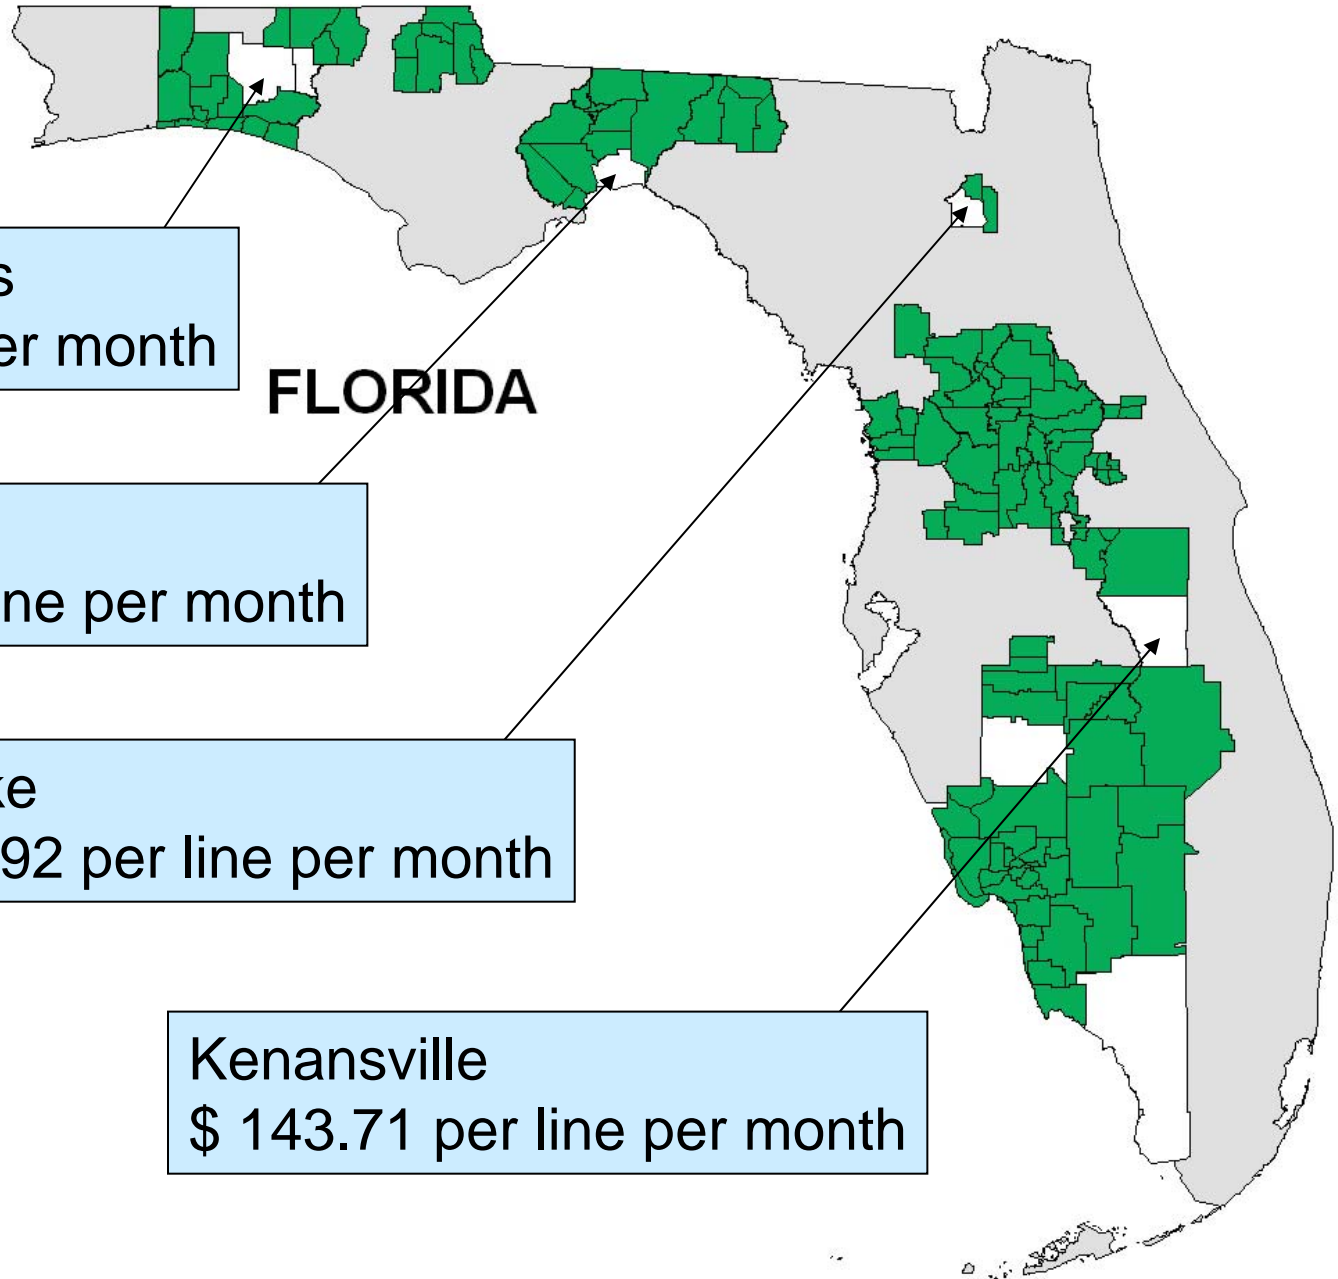 s
er month
FLORIDA
ne per month
ke
92 per line per month
Kenansville
$ 143.71 per line per month